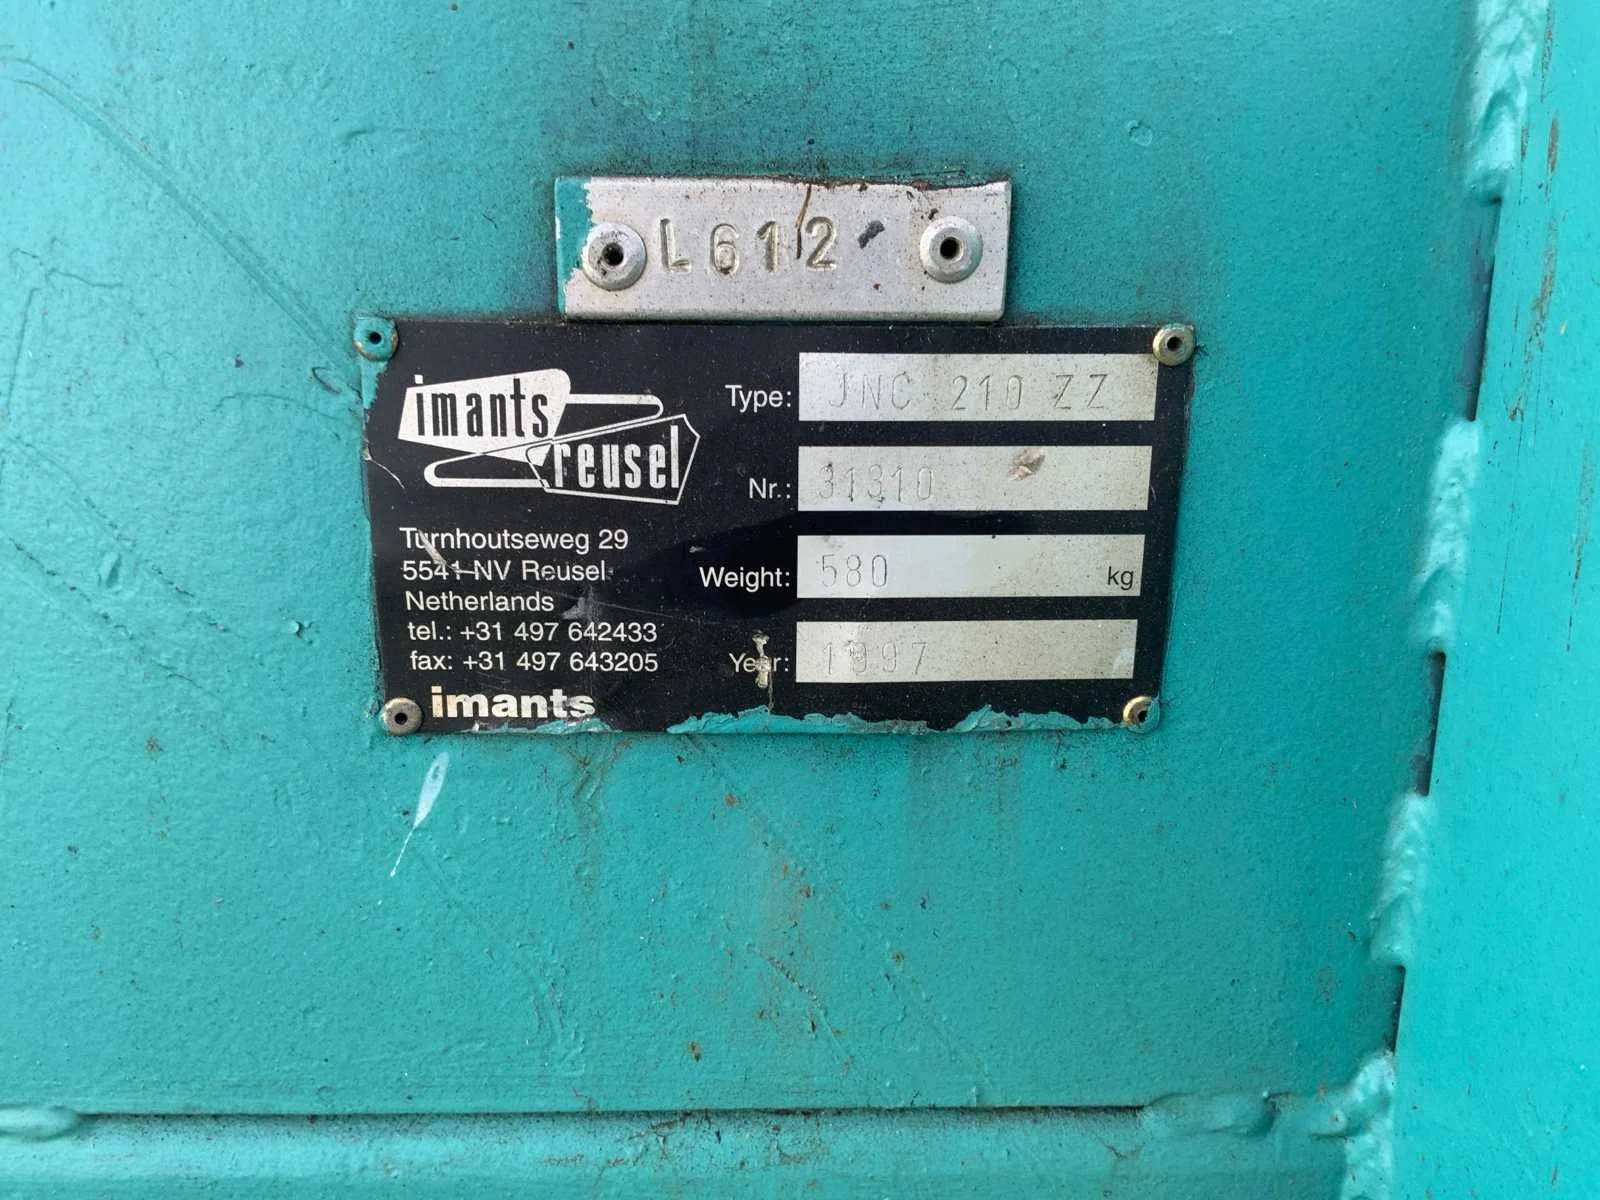 L612
imants
reusel
Type: JNC 210 ZZ
Nr.: 31310
Weight: 580 kg
Year: 1997
Turnhoutseweg 29
5541 NV Reusel
Netherlands
tel.: +31 497 642433
fax: +31 497 643205
imants